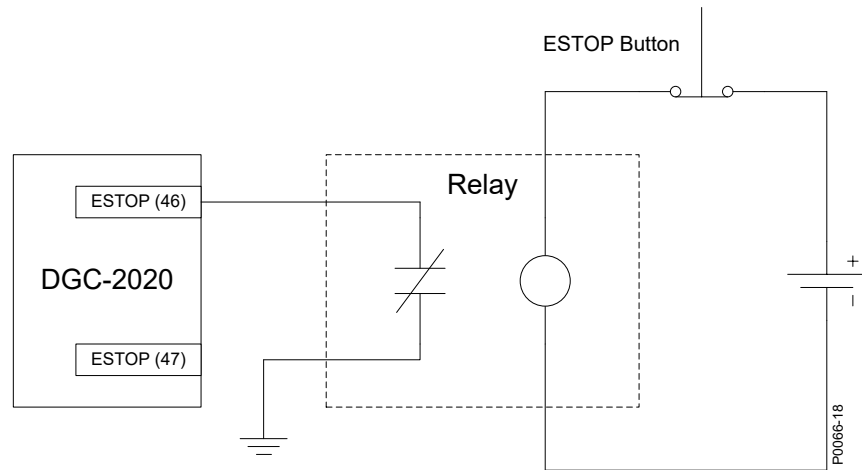 ESTOP Button
Relay
ESTOP (46)
DGC-2020
ESTOP (47)
+
–
P0066-18